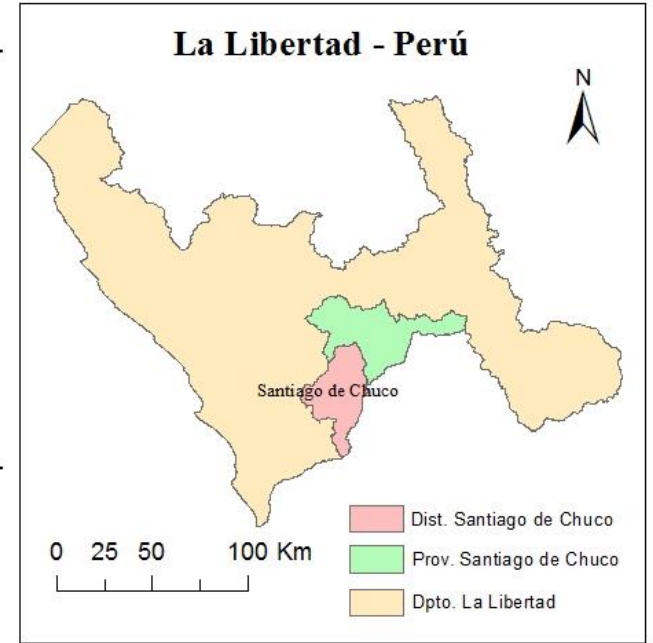 La Libertad - Perú
N
Santiago de Chuco
0 25 50 100 Km
Dist. Santiago de Chuco
Prov. Santiago de Chuco
Dpto. La Libertad